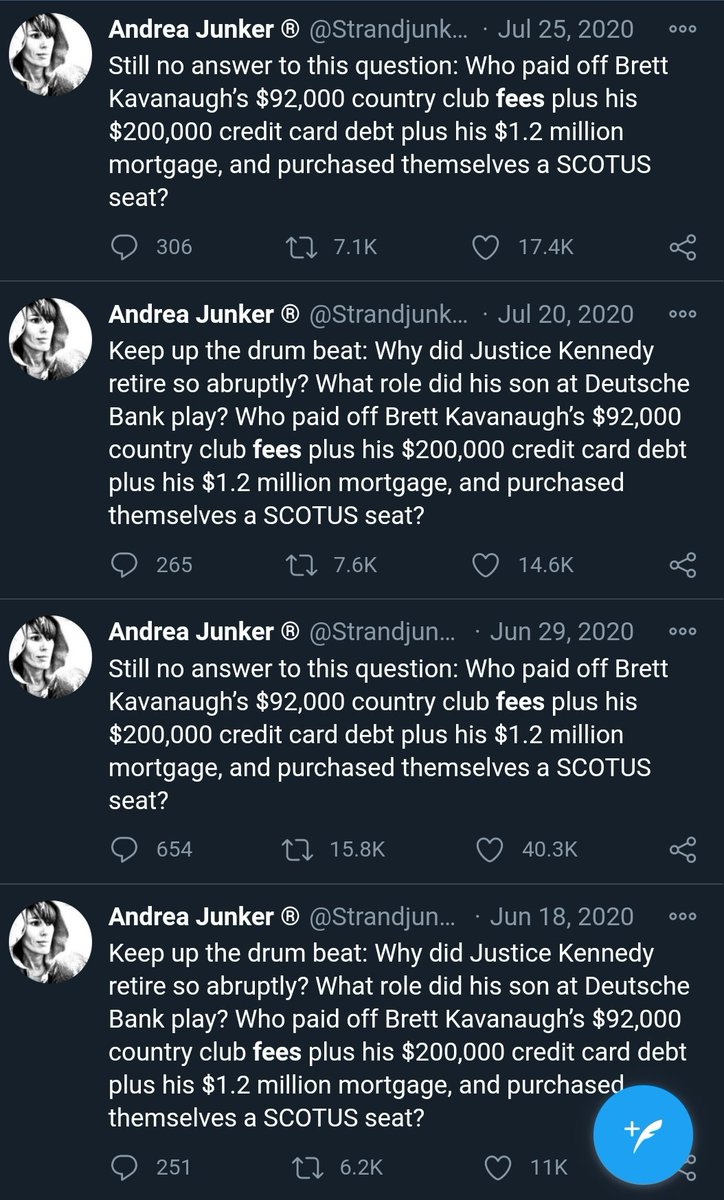 Andrea Junker ® @Strandjunk... · Jul 25, 2020
Still no answer to this question: Who paid off Brett
Kavanaugh’s $92,000 country club fees plus his
$200,000 credit card debt plus his $1.2 million
mortgage, and purchased themselves a SCOTUS
seat?
306 7.1K 17.4K
Andrea Junker ® @Strandjunk... · Jul 20, 2020
Keep up the drum beat: Why did Justice Kennedy
retire so abruptly? What role did his son at Deutsche
Bank play? Who paid off Brett Kavanaugh’s $92,000
country club fees plus his $200,000 credit card debt
plus his $1.2 million mortgage, and purchased
themselves a SCOTUS seat?
265 7.6K 14.6K
Andrea Junker ® @Strandjun... · Jun 29, 2020
Still no answer to this question: Who paid off Brett
Kavanaugh’s $92,000 country club fees plus his
$200,000 credit card debt plus his $1.2 million
mortgage, and purchased themselves a SCOTUS
seat?
654 15.8K 40.3K
Andrea Junker ® @Strandjun... · Jun 18, 2020
Keep up the drum beat: Why did Justice Kennedy
retire so abruptly? What role did his son at Deutsche
Bank play? Who paid off Brett Kavanaugh’s $92,000
country club fees plus his $200,000 credit card debt
plus his $1.2 million mortgage, and purchased
themselves a SCOTUS seat?
251 6.2K 11K